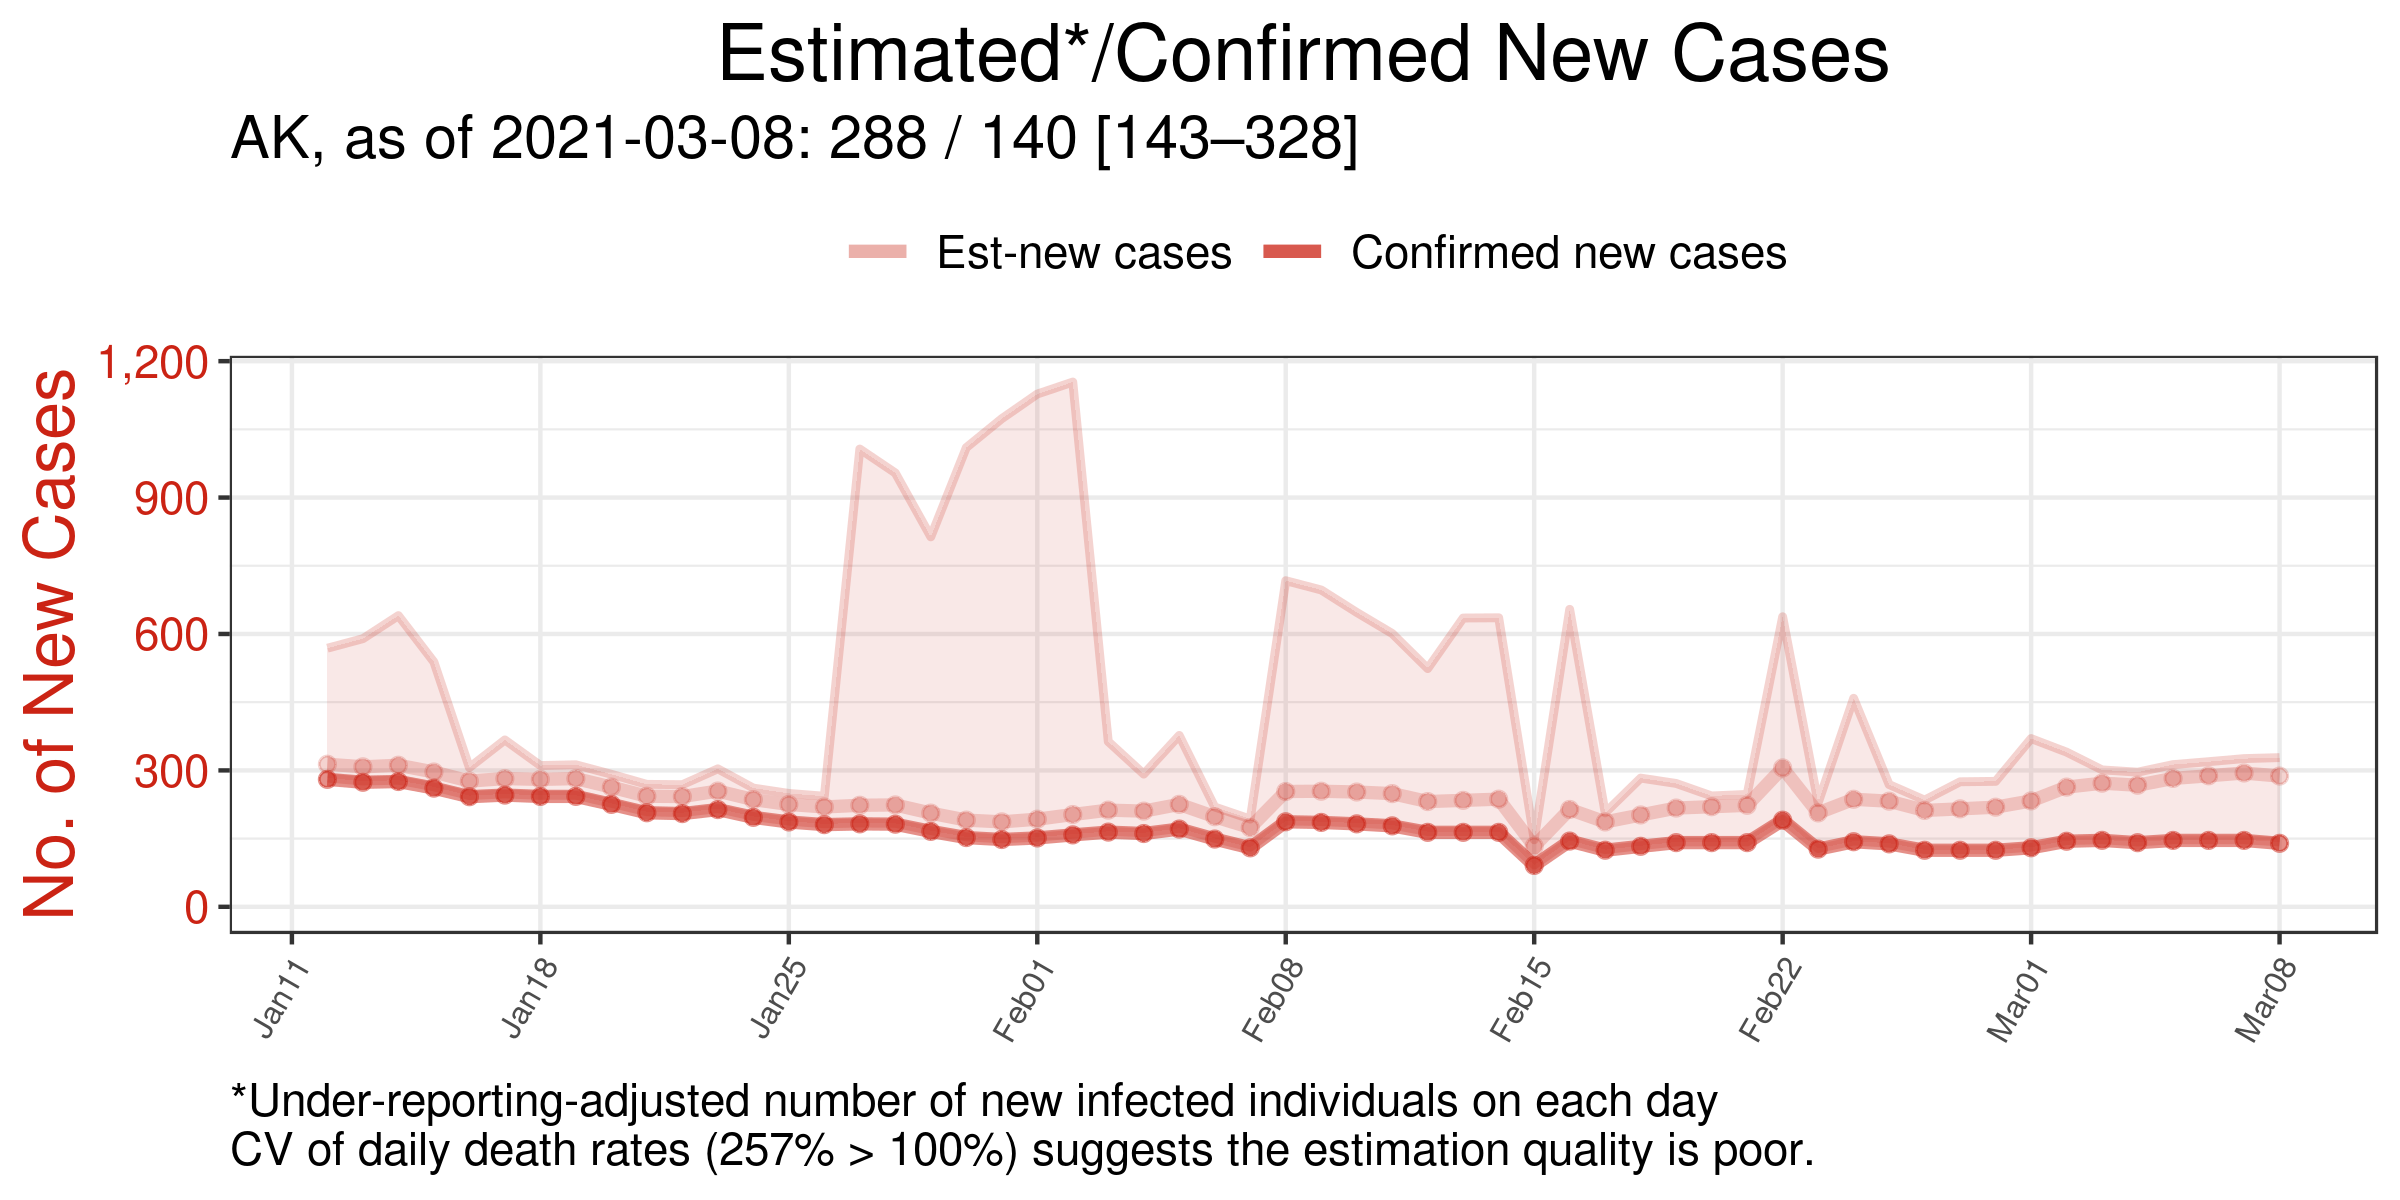 Estimated*/Confirmed New Cases
AK, as of 2021-03-08: 288 / 140 [143–328]
Est-new cases
Confirmed new cases
No. of New Cases
1,200
900
600
300
0
Jan11
Jan18
Jan25
Feb01
Feb08
Feb15
Feb22
Mar01
Mar08
*Under-reporting-adjusted number of new infected individuals on each day
CV of daily death rates (257% > 100%) suggests the estimation quality is poor.